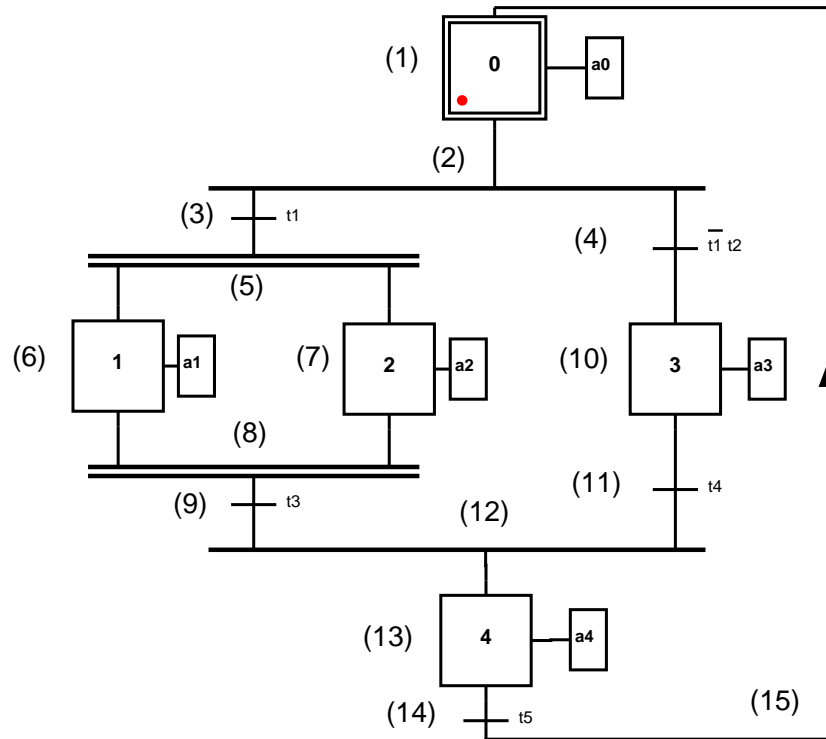 (1)
0
a0
(2)
(3)
t1
(4)
t̅1̅ t2
(5)
(6)
1
a1
(7)
2
a2
(10)
3
a3
(8)
(9)
t3
(11)
t4
(12)
(13)
4
a4
(14)
t5
(15)